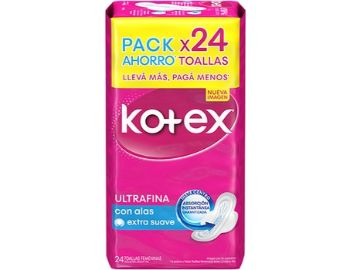 PACK x24
AHORRO TOALLAS
LLEVÁ MÁS, PAGÁ MENOS
NUEVA
IMAGEN
kotex
ULTRAFINA
con alas
extra suave
ABSORCIÓN
INSTANTÁNEA
GARANTIZADA
24 TOALLAS FEMENINAS